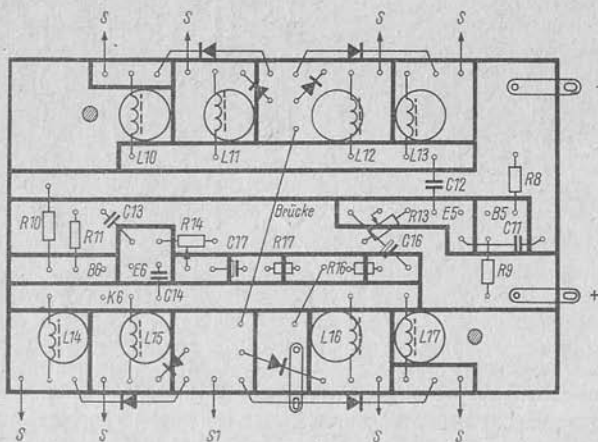 S S S S
-
L10 L11 L12 L13
C12 R8
R10 R11 C13 R14 Brücke R13 E5 B5
C17 R17 C16 C11
B6 E6 R16 R9
K6 C14
+
L14 L15 L16 L17
S S S1 S S